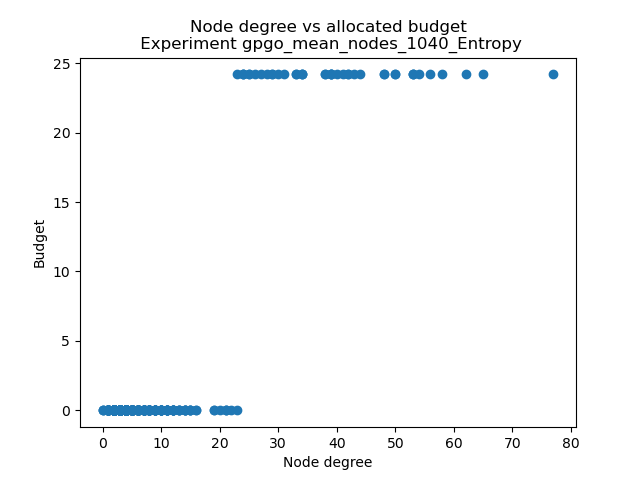 Node degree vs allocated budget
Experiment gpgo_mean_nodes_1040_Entropy
25
20
15
10
5
0
Budget
0 10 20 30 40 50 60 70 80
Node degree